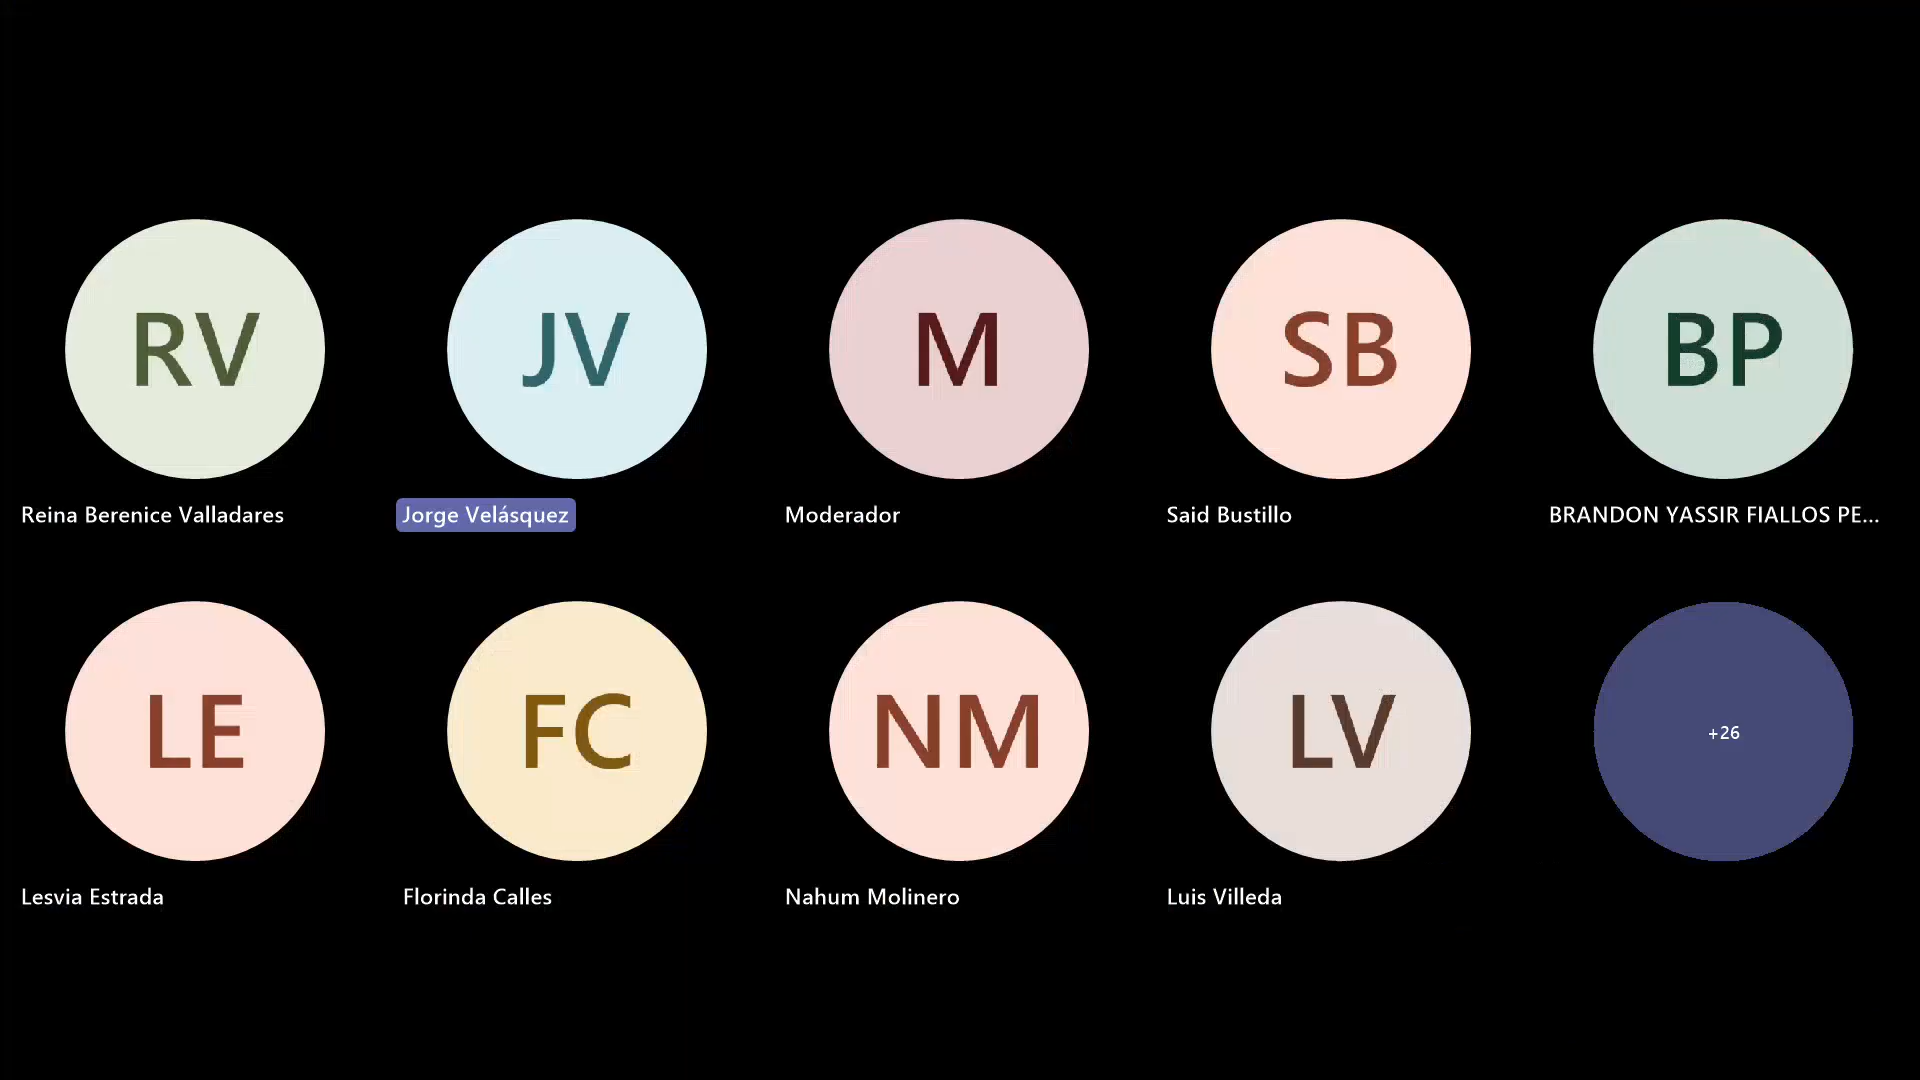 RV
JV
M
SB
BP
Reina Berenice Valladares
Jorge Velásquez
Moderador
Said Bustillo
BRANDON YASSIR FIALLOS PE...
LE
FC
NM
LV
+26
Lesvia Estrada
Florinda Calles
Nahum Molinero
Luis Villeda